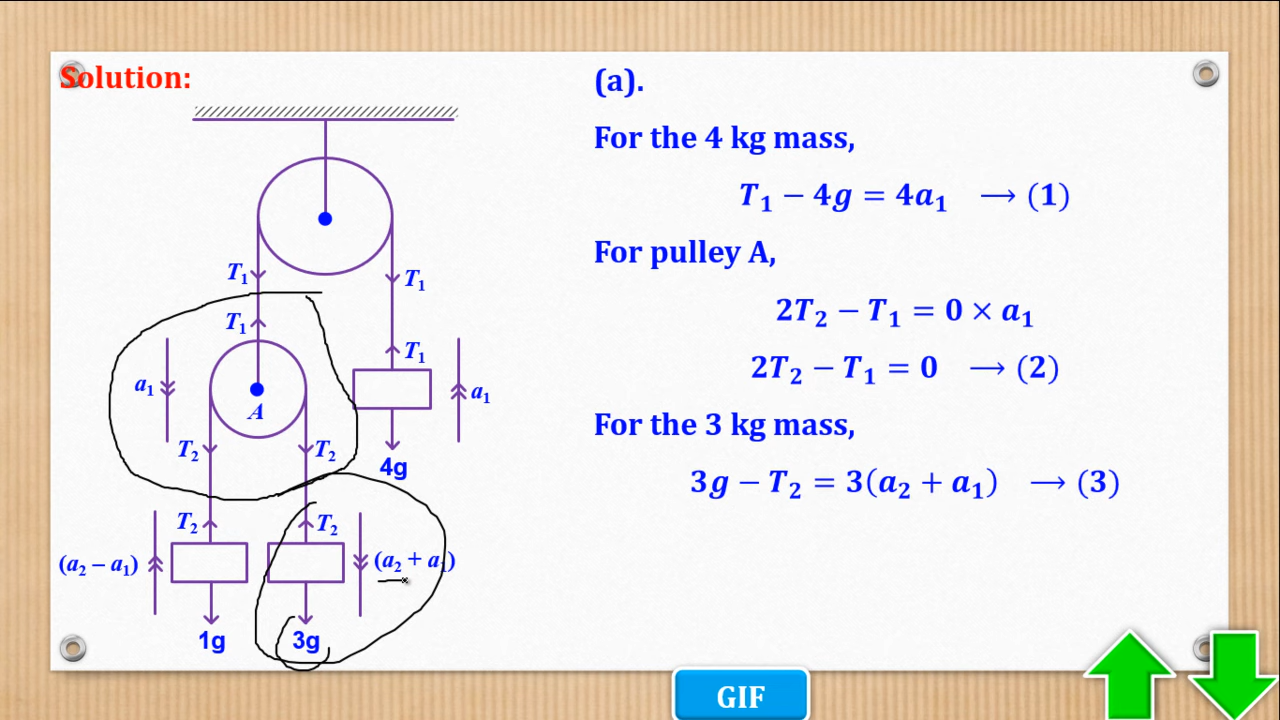 Solution:
(a).
For the 4 kg mass,
T₁ − 4g = 4a₁ ⟶ (1)
For pulley A,
2T₂ − T₁ = 0 × a₁
2T₂ − T₁ = 0 ⟶ (2)
For the 3 kg mass,
3g − T₂ = 3(a₂ + a₁) ⟶ (3)
T₁
T₁
T₁
T₁
a₁
a₁
A
T₂
T₂
4g
T₂
T₂
(a₂ − a₁)
(a₂ + a₁)
1g
3g
GIF